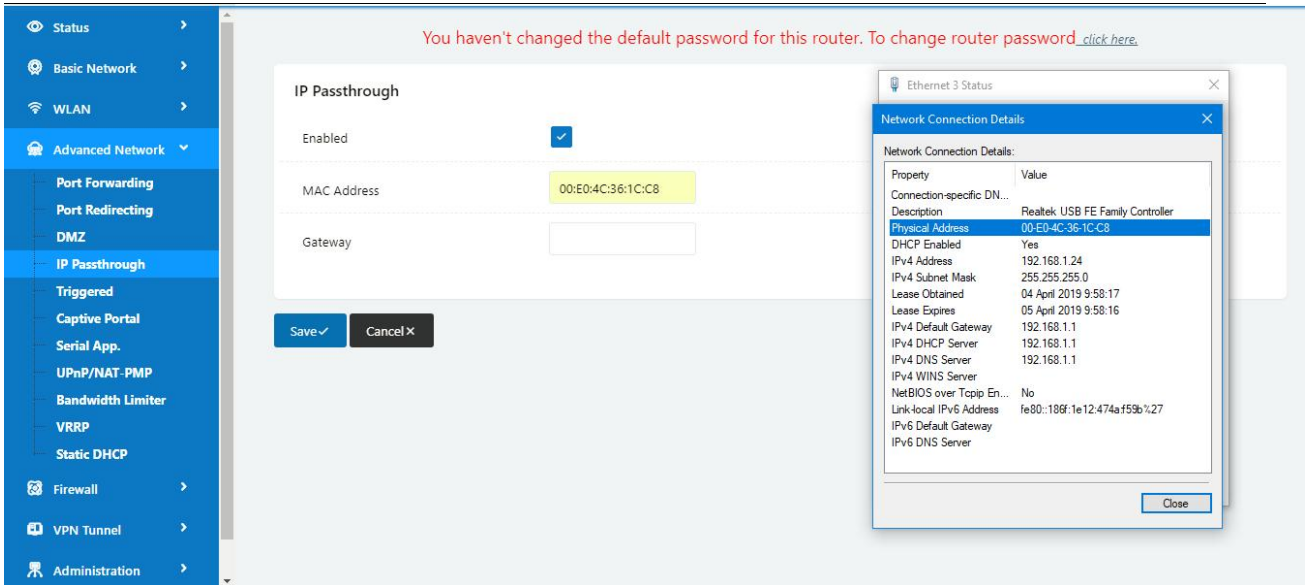 Status
Basic Network
WLAN
Advanced Network
Port Forwarding
Port Redirecting
DMZ
IP Passthrough
Triggered
Captive Portal
Serial App.
UPnP/NAT-PMP
Bandwidth Limiter
VRRP
Static DHCP
Firewall
VPN Tunnel
Administration
You haven't changed the default password for this router. To change router password click here.
IP Passthrough
Enabled
MAC Address 00:E0:4C:36:1C:C8
Gateway
Save Cancel
Ethernet 3 Status
Network Connection Details
Network Connection Details:
Property Value
Connection-specific DN...
Description Realtek USB FE Family Controller
Physical Address 00-E0-4C-36-1C-C8
DHCP Enabled Yes
IPv4 Address 192.168.1.24
IPv4 Subnet Mask 255.255.255.0
Lease Obtained 04 April 2019 9:58:17
Lease Expires 05 April 2019 9:58:16
IPv4 Default Gateway 192.168.1.1
IPv4 DHCP Server 192.168.1.1
IPv4 DNS Server 192.168.1.1
IPv4 WINS Server
NetBIOS over Tcpip En... No
Link-local IPv6 Address fe80::186f:1e12:474a:f59b%27
IPv6 Default Gateway
IPv6 DNS Server
Close